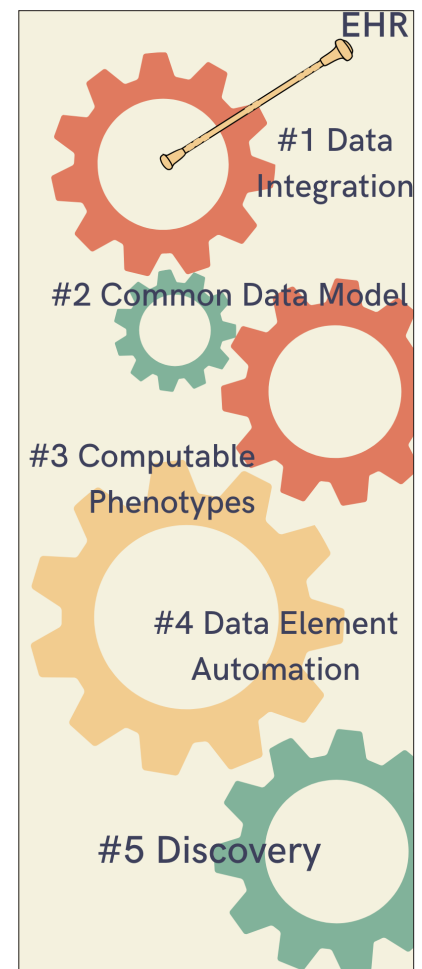 EHR
#1 Data
Integration
#2 Common Data Model
#3 Computable
Phenotypes
#4 Data Element
Automation
#5 Discovery